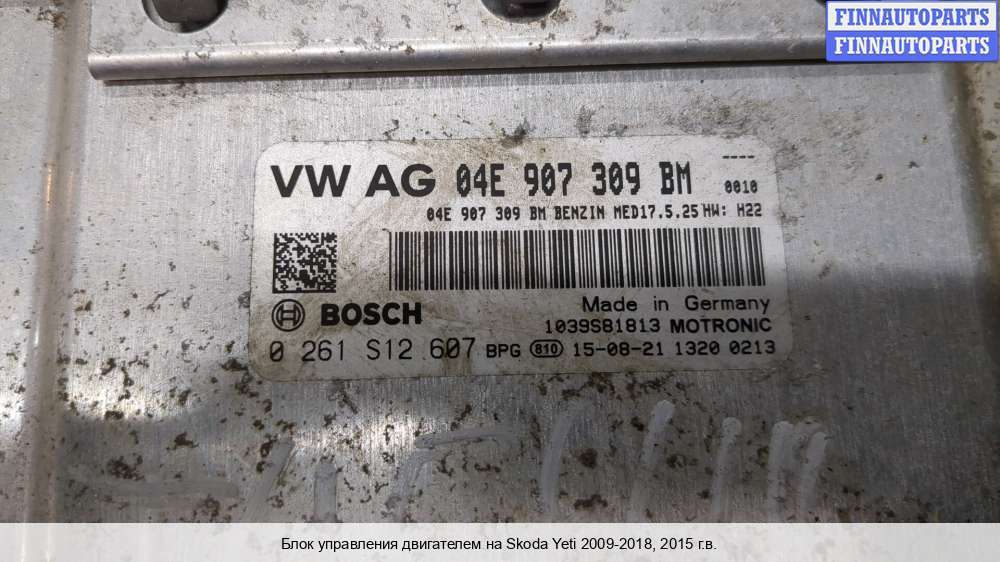 FINNAUTOPARTS
FINNAUTOPARTS
VW AG 04E 907 309 BM ----
0010
04E 907 309 BM BENZIN MED17.5.25 HW: H22
BOSCH
Made in Germany
1039S81813 MOTRONIC
0 261 S12 607 BPG 810 15-08-21 1320 0213
Блок управления двигателем на Skoda Yeti 2009-2018, 2015 г.в.